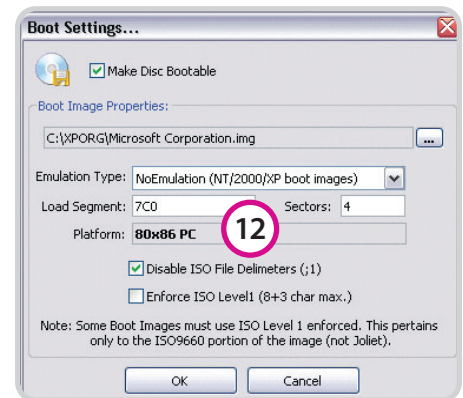 Boot Settings...
Make Disc Bootable
Boot Image Properties:
C:\XPORG\Microsoft Corporation.img
...
Emulation Type: NoEmulation (NT/2000/XP boot images)
Load Segment: 7C0 Sectors: 4
Platform: 80x86 PC 12
Disable ISO File Delimeters (;1)
Enforce ISO Level1 (8+3 char max.)
Note: Some Boot Images must use ISO Level 1 enforced. This pertains
only to the ISO9660 portion of the image (not Joliet).
OK Cancel